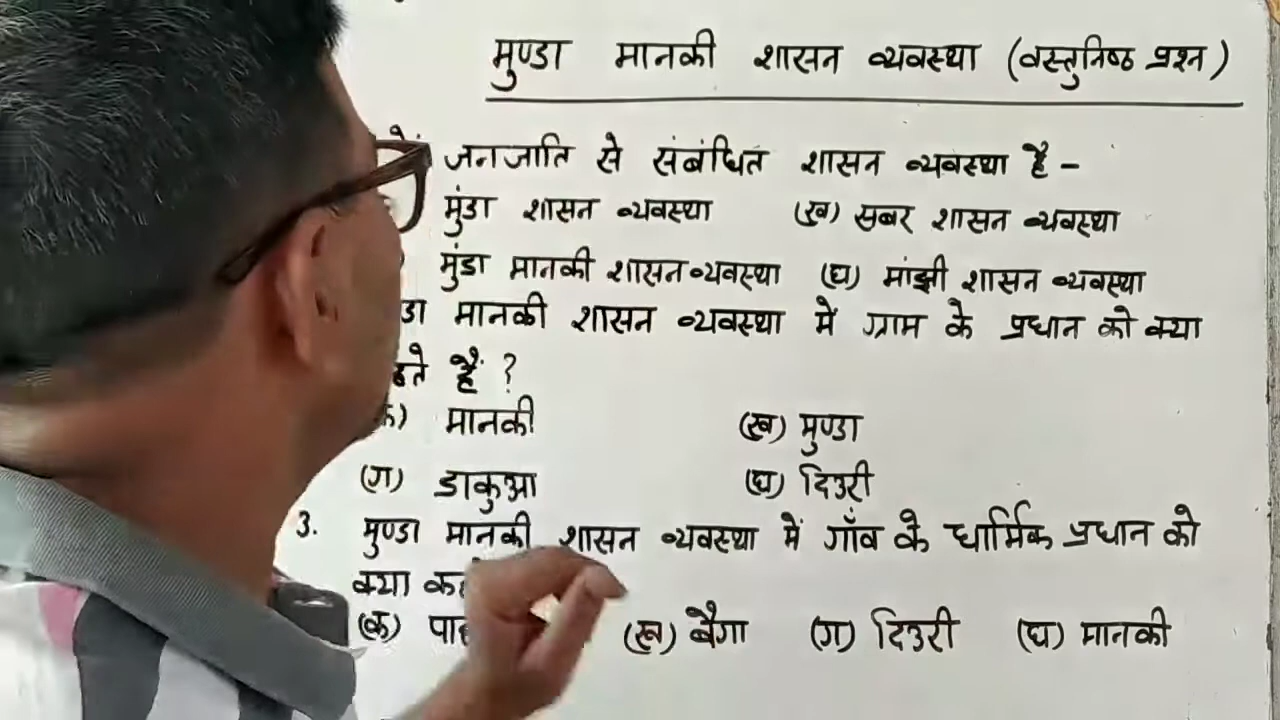 मुण्डा मानकी शासन व्यवस्था (वस्तुनिष्ठ प्रश्न)
जनजाति से संबंधित शासन व्यवस्था है -
मुंडा शासन व्यवस्था (ख) सबर शासन व्यवस्था
मुंडा मानकी शासन व्यवस्था (घ) मांझी शासन व्यवस्था
मानकी शासन व्यवस्था में ग्राम के प्रधान को क्या
हैं ?
मानकी (ख) मुण्डा
(ग) डाकुआ (घ) दिउरी
3. मुण्डा मानकी शासन व्यवस्था में गाँव के धार्मिक प्रधान को
क्या
(क) (ख) बैगा (ग) दिउरी (घ) मानकी